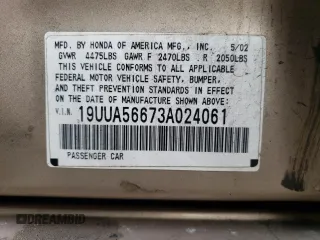 MFD. BY HONDA OF AMERICA MFG., INC. 5/02
GVWR 4475LBS GAWR F 2470LBS . R 2050LBS
THIS VEHICLE CONFORMS TO ALL APPLICABLE
FEDERAL MOTOR VEHICLE SAFETY, BUMPER,
AND THEFT PREVENTION STANDARDS IN EFFECT
ON THE DATE OF MANUFACTURE SHOWN ABOVE.
V.I.N. 19UUA56673A024061
PASSENGER CAR
DREAMBID